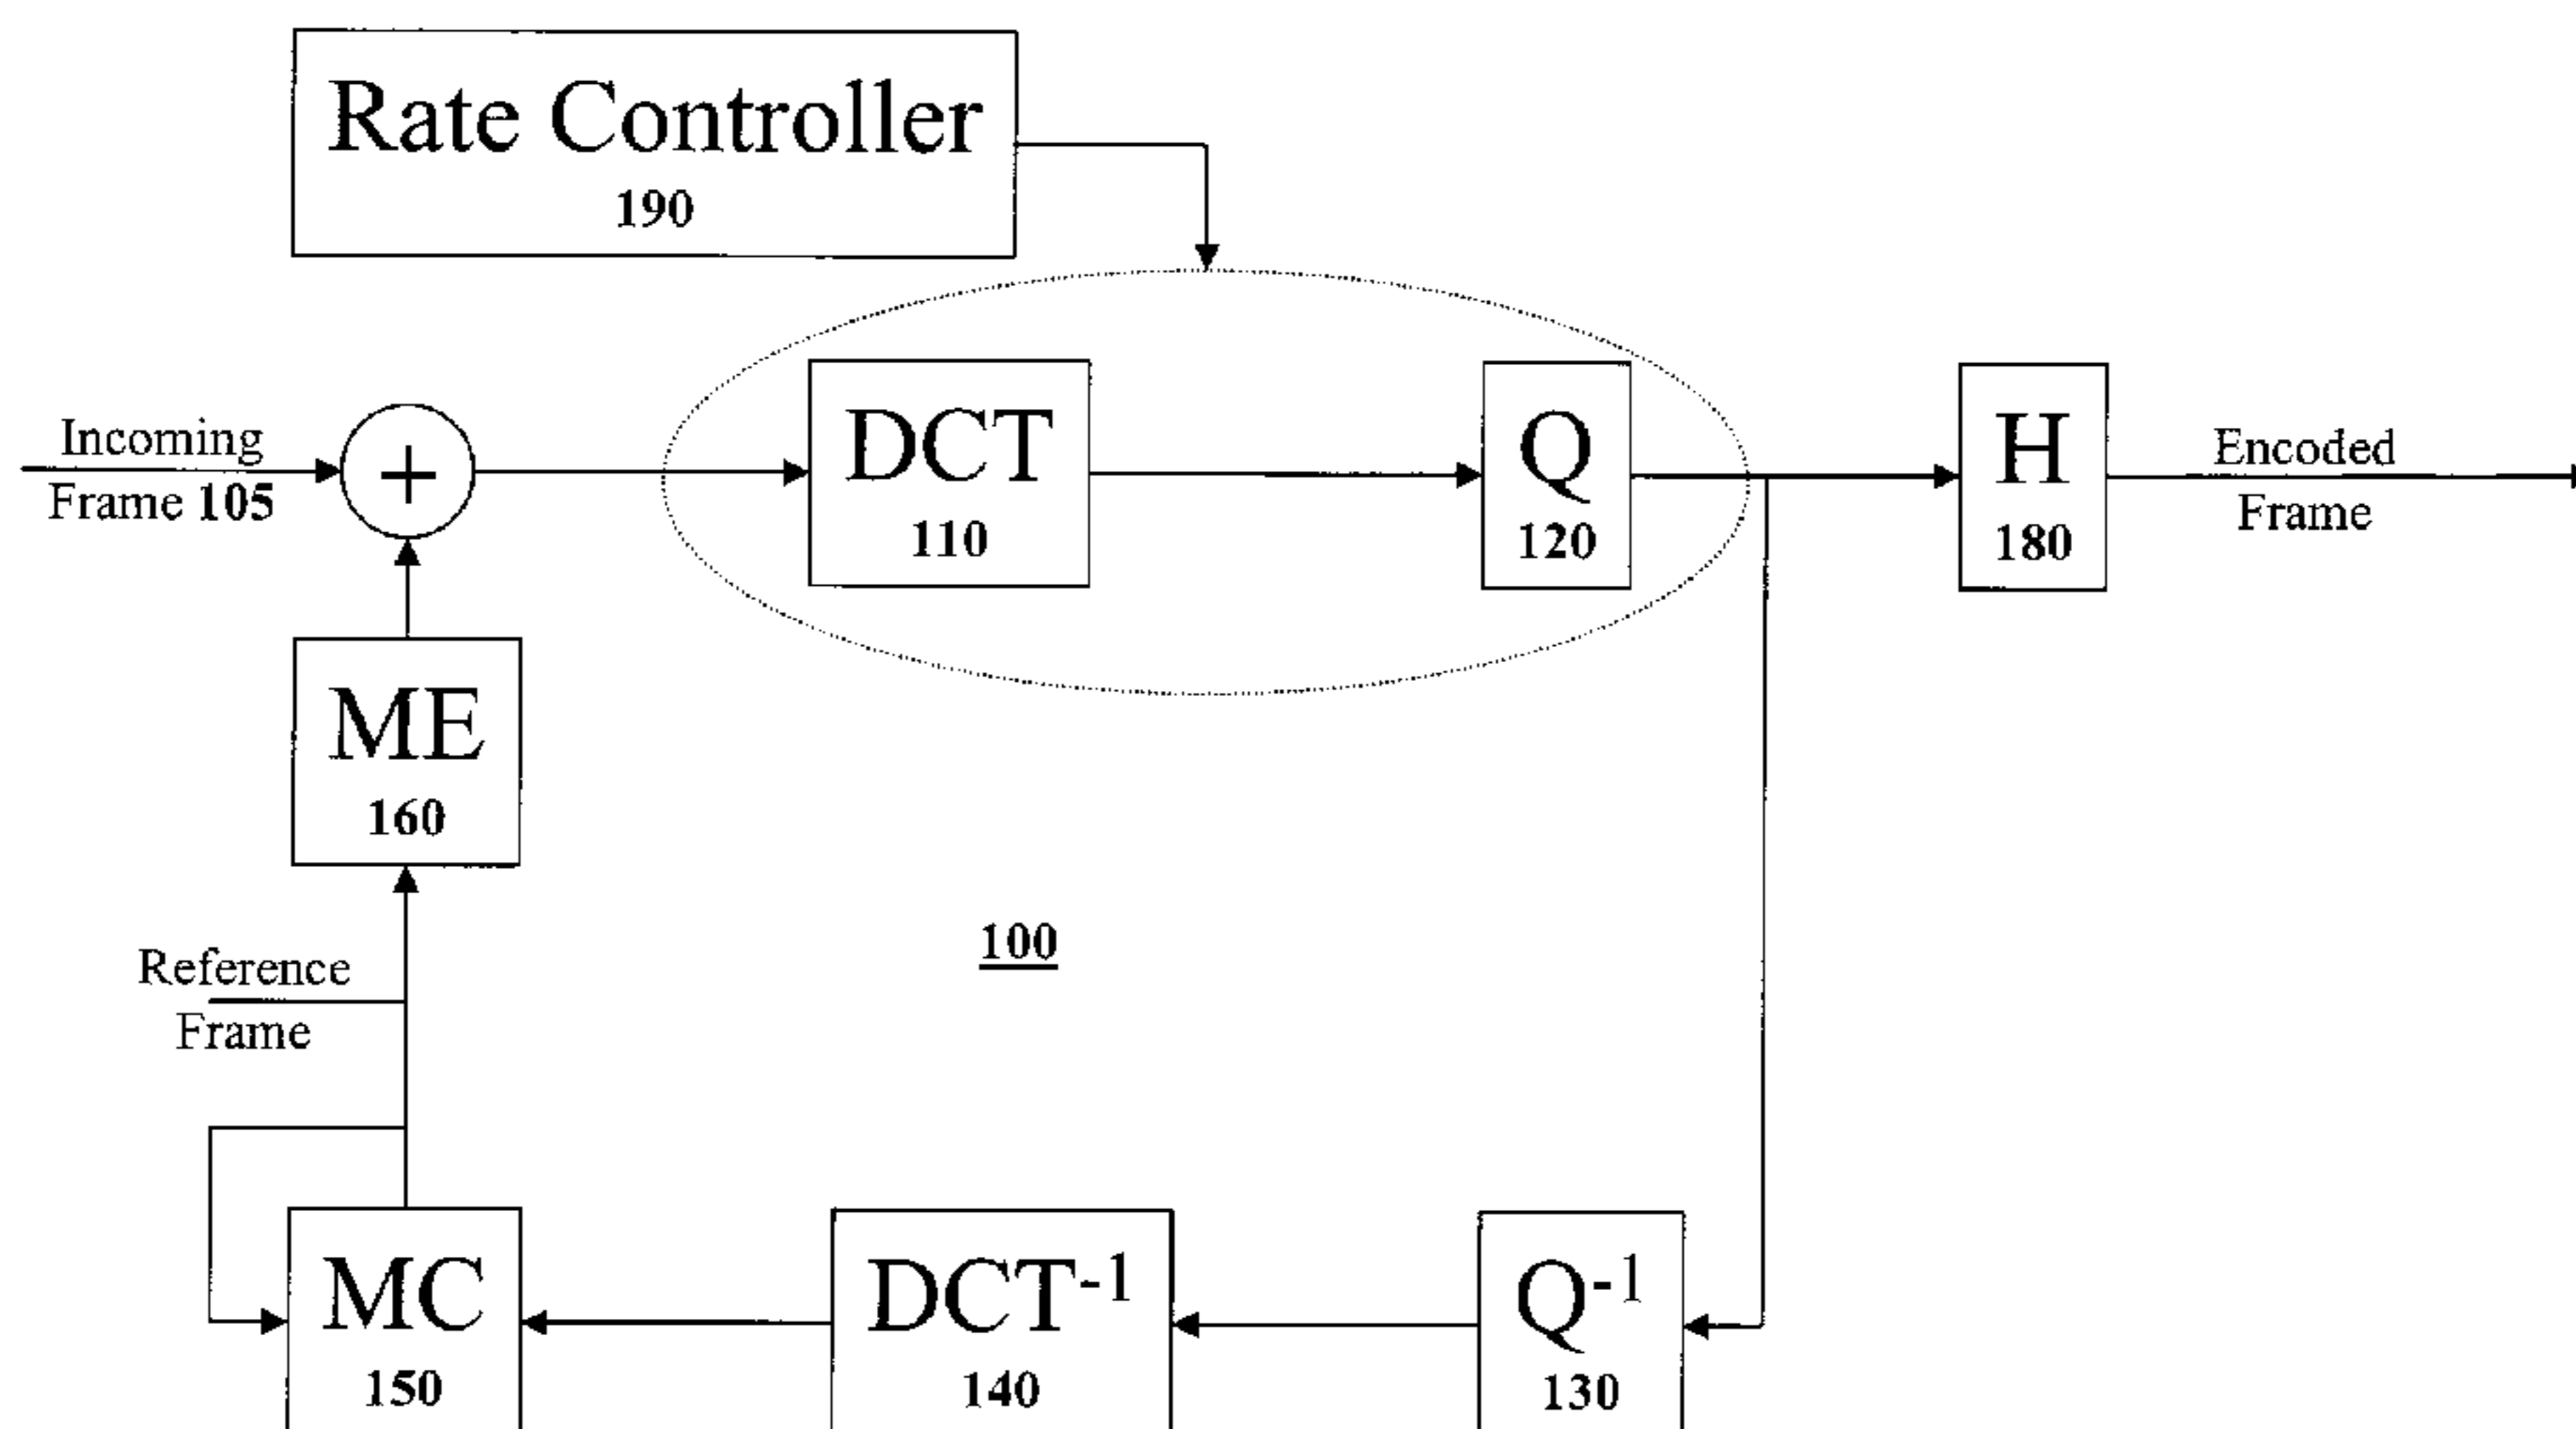 Rate Controller
190
Incoming
Frame 105
+
DCT
110
Q
120
H
180
Encoded
Frame
ME
160
100
Reference
Frame
MC
150
DCT-1
140
Q-1
130